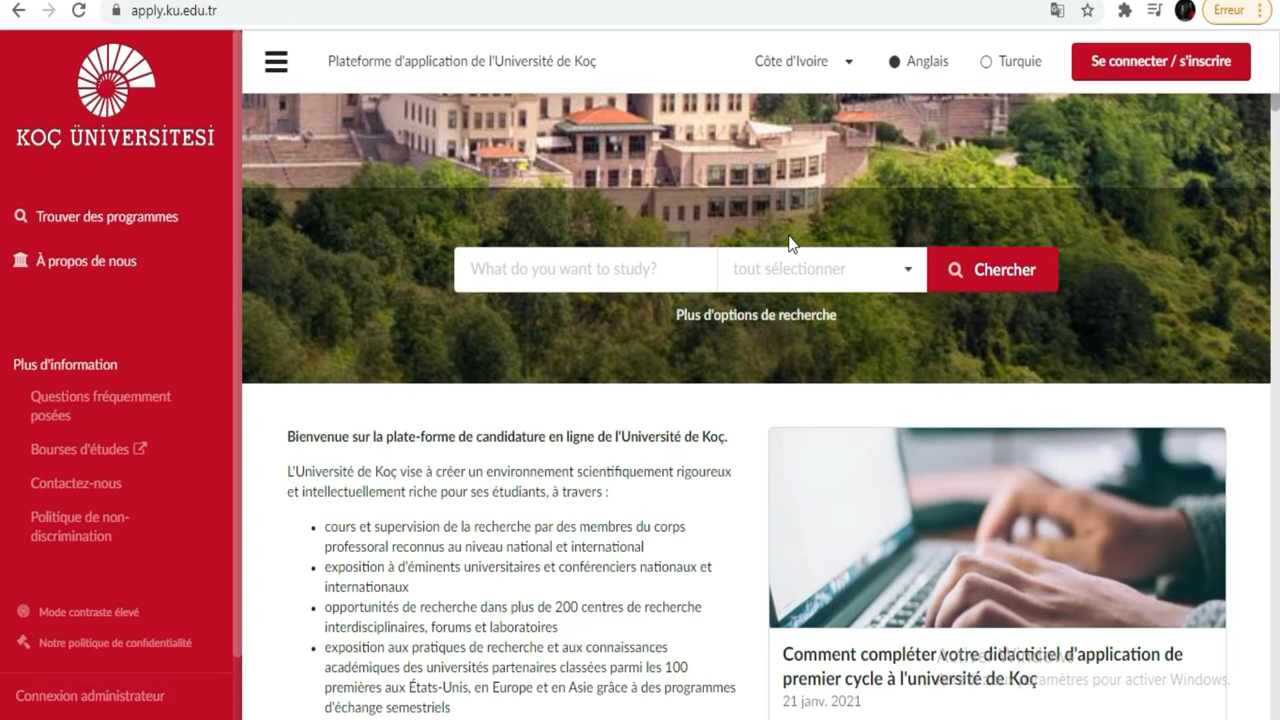 apply.ku.edu.tr
Erreur
KOÇ ÜNİVERSİTESİ
Trouver des programmes
À propos de nous
Plus d'information
Questions fréquemment
posées
Bourses d'études
Contactez-nous
Politique de non-
discrimination
Mode contraste élevé
Notre politique de confidentialité
Connexion administrateur
Plateforme d'application de l'Université de Koç
Côte d'Ivoire
Anglais
Turquie
Se connecter / s'inscrire
What do you want to study?
tout sélectionner
Chercher
Plus d'options de recherche
Bienvenue sur la plate-forme de candidature en ligne de l'Université de Koç.
L'Université de Koç vise à créer un environnement scientifiquement rigoureux
et intellectuellement riche pour ses étudiants, à travers :
• cours et supervision de la recherche par des membres du corps
professoral reconnus au niveau national et international
• exposition à d'éminents universitaires et conférenciers nationaux et
internationaux
• opportunités de recherche dans plus de 200 centres de recherche
interdisciplinaires, forums et laboratoires
• exposition aux pratiques de recherche et aux connaissances
académiques des universités partenaires classées parmi les 100
premières aux États-Unis, en Europe et en Asie grâce à des programmes
d'échange semestriels
Comment compléter votre didacticiel d'application de
premier cycle à l'université de Koç
21 janv. 2021
Activer Windows
paramètres pour activer Windows.